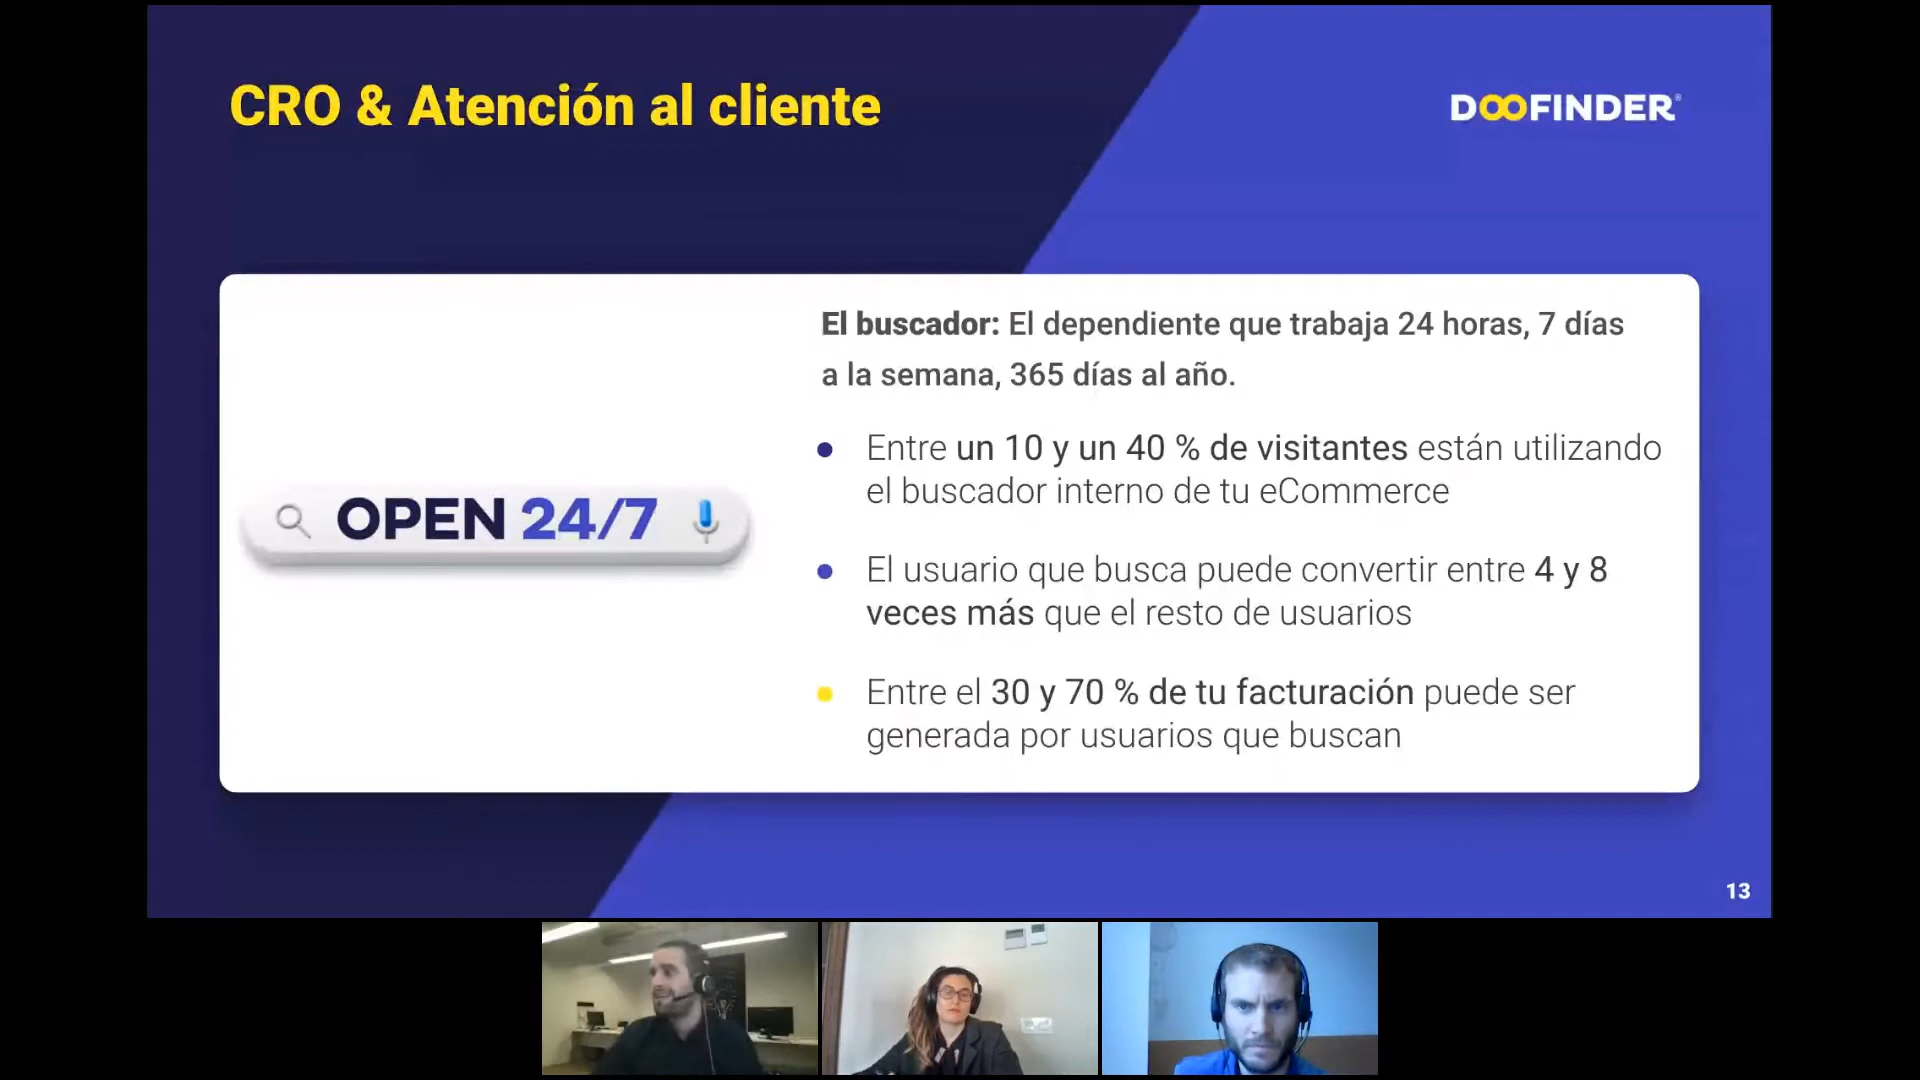 CRO & Atención al cliente
DOOFINDER®
El buscador: El dependiente que trabaja 24 horas, 7 días
a la semana, 365 días al año.
OPEN 24/7
Entre un 10 y un 40 % de visitantes están utilizando
el buscador interno de tu eCommerce
El usuario que busca puede convertir entre 4 y 8
veces más que el resto de usuarios
Entre el 30 y 70 % de tu facturación puede ser
generada por usuarios que buscan
13